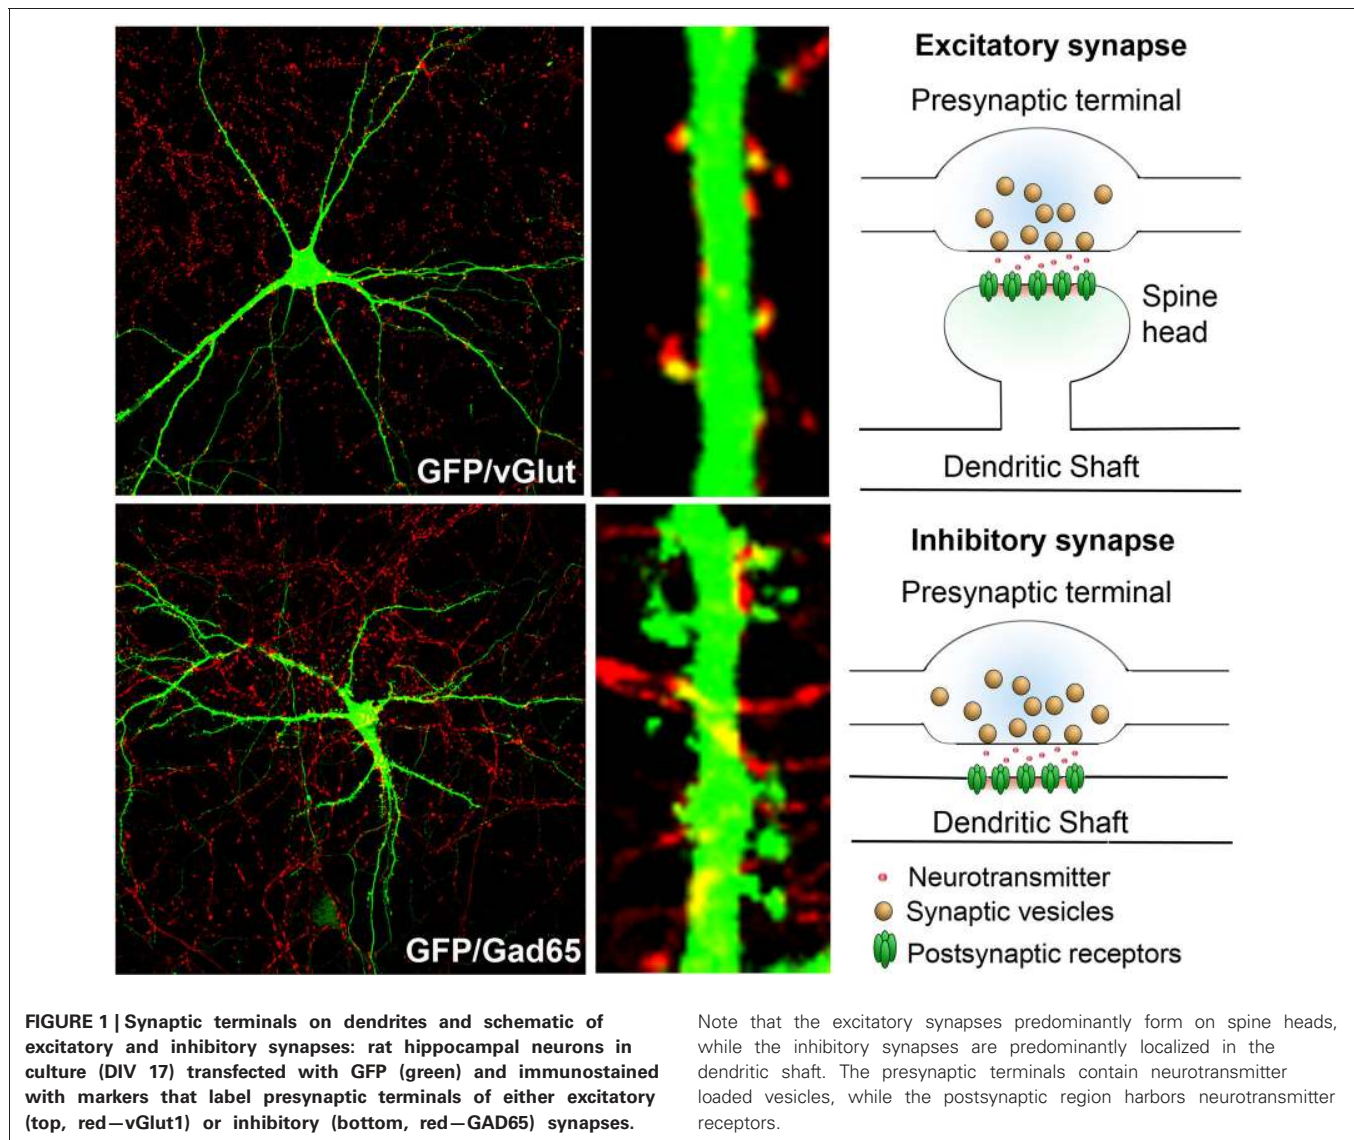 Excitatory synapse
Presynaptic terminal
Spine
head
Dendritic Shaft
GFP/vGlut
Inhibitory synapse
Presynaptic terminal
Dendritic Shaft
Neurotransmitter
Synaptic vesicles
Postsynaptic receptors
GFP/Gad65
FIGURE 1 | Synaptic terminals on dendrites and schematic of
excitatory and inhibitory synapses: rat hippocampal neurons in
culture (DIV 17) transfected with GFP (green) and immunostained
with markers that label presynaptic terminals of either excitatory
(top, red—vGlut1) or inhibitory (bottom, red—GAD65) synapses.
Note that the excitatory synapses predominantly form on spine heads,
while the inhibitory synapses are predominantly localized in the
dendritic shaft. The presynaptic terminals contain neurotransmitter
loaded vesicles, while the postsynaptic region harbors neurotransmitter
receptors.